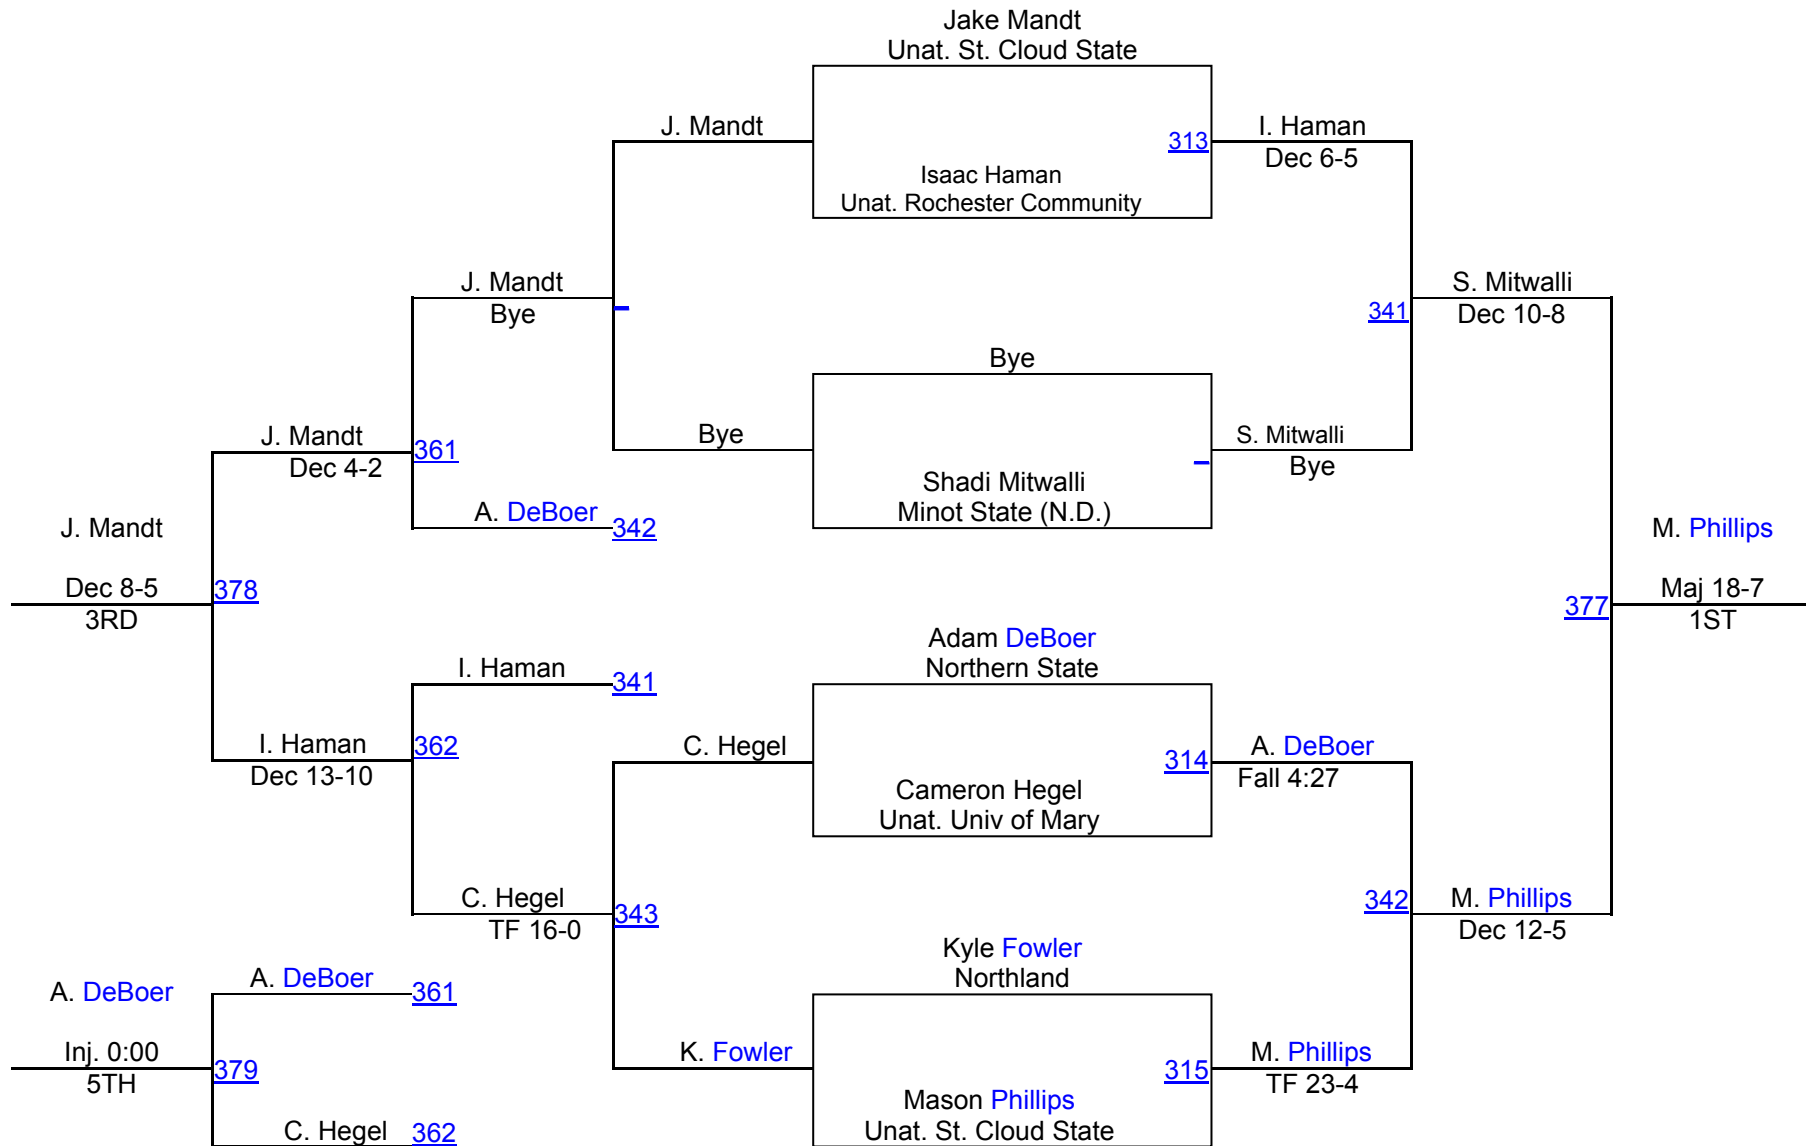 Jake Mandt
Unat. St. Cloud State
J. Mandt
313
I. Haman
Dec 6-5
Isaac Haman
Unat. Rochester Community
J. Mandt
Bye
S. Mitwalli
341
Dec 10-8
Bye
J. Mandt
361
Dec 4-2
Bye
S. Mitwalli
Bye
Shadi Mitwalli
Minot State (N.D.)
A. DeBoer
342
J. Mandt
M. Phillips
Dec 8-5
378
3RD
Maj 18-7
377
1ST
Adam DeBoer
Northern State
I. Haman
341
I. Haman
362
Dec 13-10
C. Hegel
314
A. DeBoer
Fall 4:27
Cameron Hegel
Unat. Univ of Mary
C. Hegel
343
TF 16-0
342
M. Phillips
Dec 12-5
Kyle Fowler
Northland
A. DeBoer
A. DeBoer
361
Inj. 0:00
379
5TH
K. Fowler
315
M. Phillips
TF 23-4
Mason Phillips
Unat. St. Cloud State
C. Hegel
362